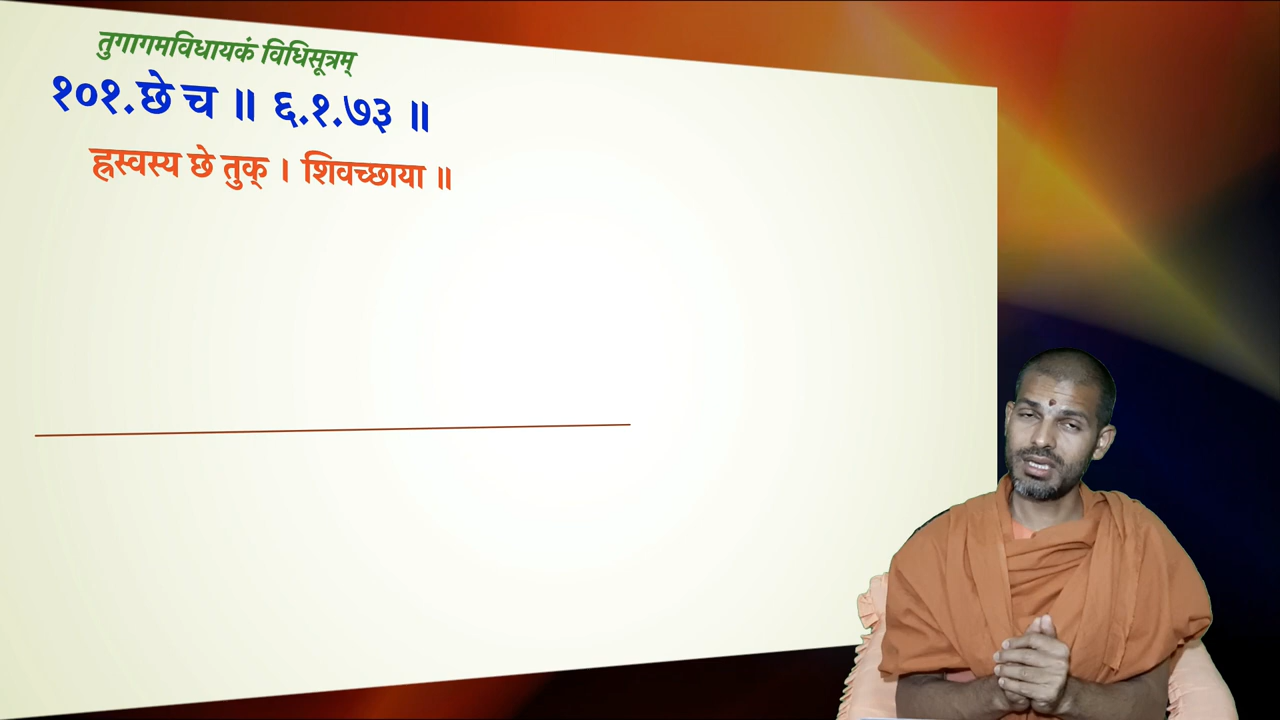 तुगागमविधायकं विधिसूत्रम्
१०१.छे च ॥ ६.१.७३ ॥
ह्रस्वस्य छे तुक् । शिवच्छाया ॥